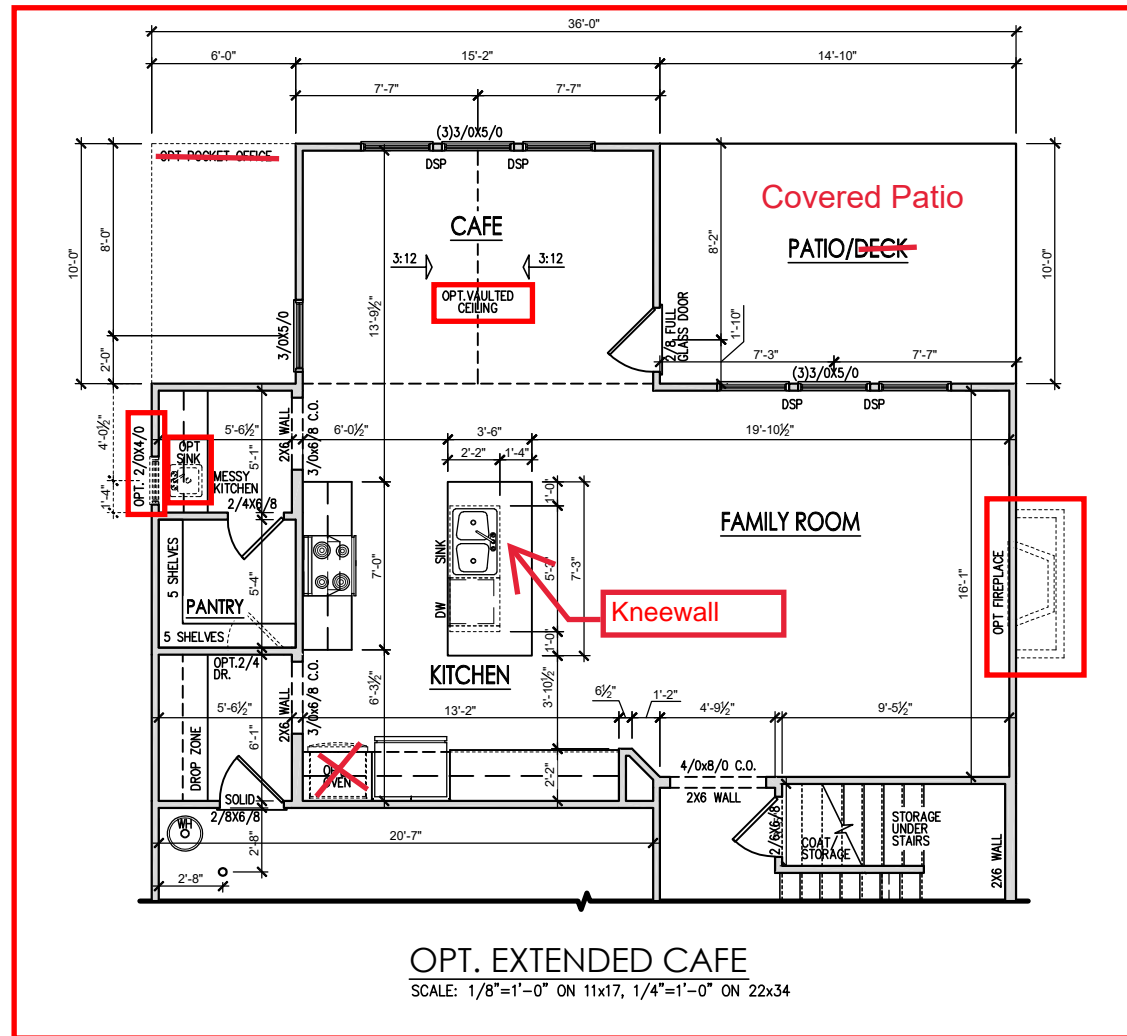 36'-0"
6'-0"
15'-2"
14'-10"
7'-7"
7'-7"
(3)3/0X5/0
DSP
DSP
OPT POCKET OFFICE
Covered Patio
PATIO/DECK
CAFE
3:12
3:12
OPT.VAULTED
CEILING
10'-0"
8'-0"
2'-0"
13'-9½"
3/0X5/0
8'-2"
10'-0"
2/8 FULL
GLASS DOOR
1'-10"
7'-3"
7'-7"
(3)3/0X5/0
DSP
DSP
4'-0½"
1'-4"
OPT. 2/0X4/0
5'-6½"
OPT
SINK
5'-1"
MESSY
KITCHEN
2/4X6/8
2X6 WALL
3/0x6/8 C.O.
6'-0½"
3'-6"
2'-2"
1'-4"
19'-10½"
1'-0"
SINK
DW
7'-0"
7'-3"
1'-0"
FAMILY ROOM
Kneewall
OPT FIREPLACE
16'-1"
5 SHELVES
5'-4"
PANTRY
5 SHELVES
OPT.2/4
DR.
KITCHEN
2X6 WALL
3/0x6/8 C.O.
6'-3½"
3'-10½"
5'-6½"
13'-2"
6½"
1'-2"
4'-9½"
9'-5½"
6'-1"
DROP ZONE
OVEN
2'-2"
4/0x8/0 C.O.
2X6 WALL
SOLID
2/8X6/8
WH
2'-8"
2'-8"
20'-7"
2/6X6/8
COAT/
STORAGE
STORAGE
UNDER
STAIRS
2X6 WALL
OPT. EXTENDED CAFE
SCALE: 1/8"=1'-0" ON 11x17, 1/4"=1'-0" ON 22x34